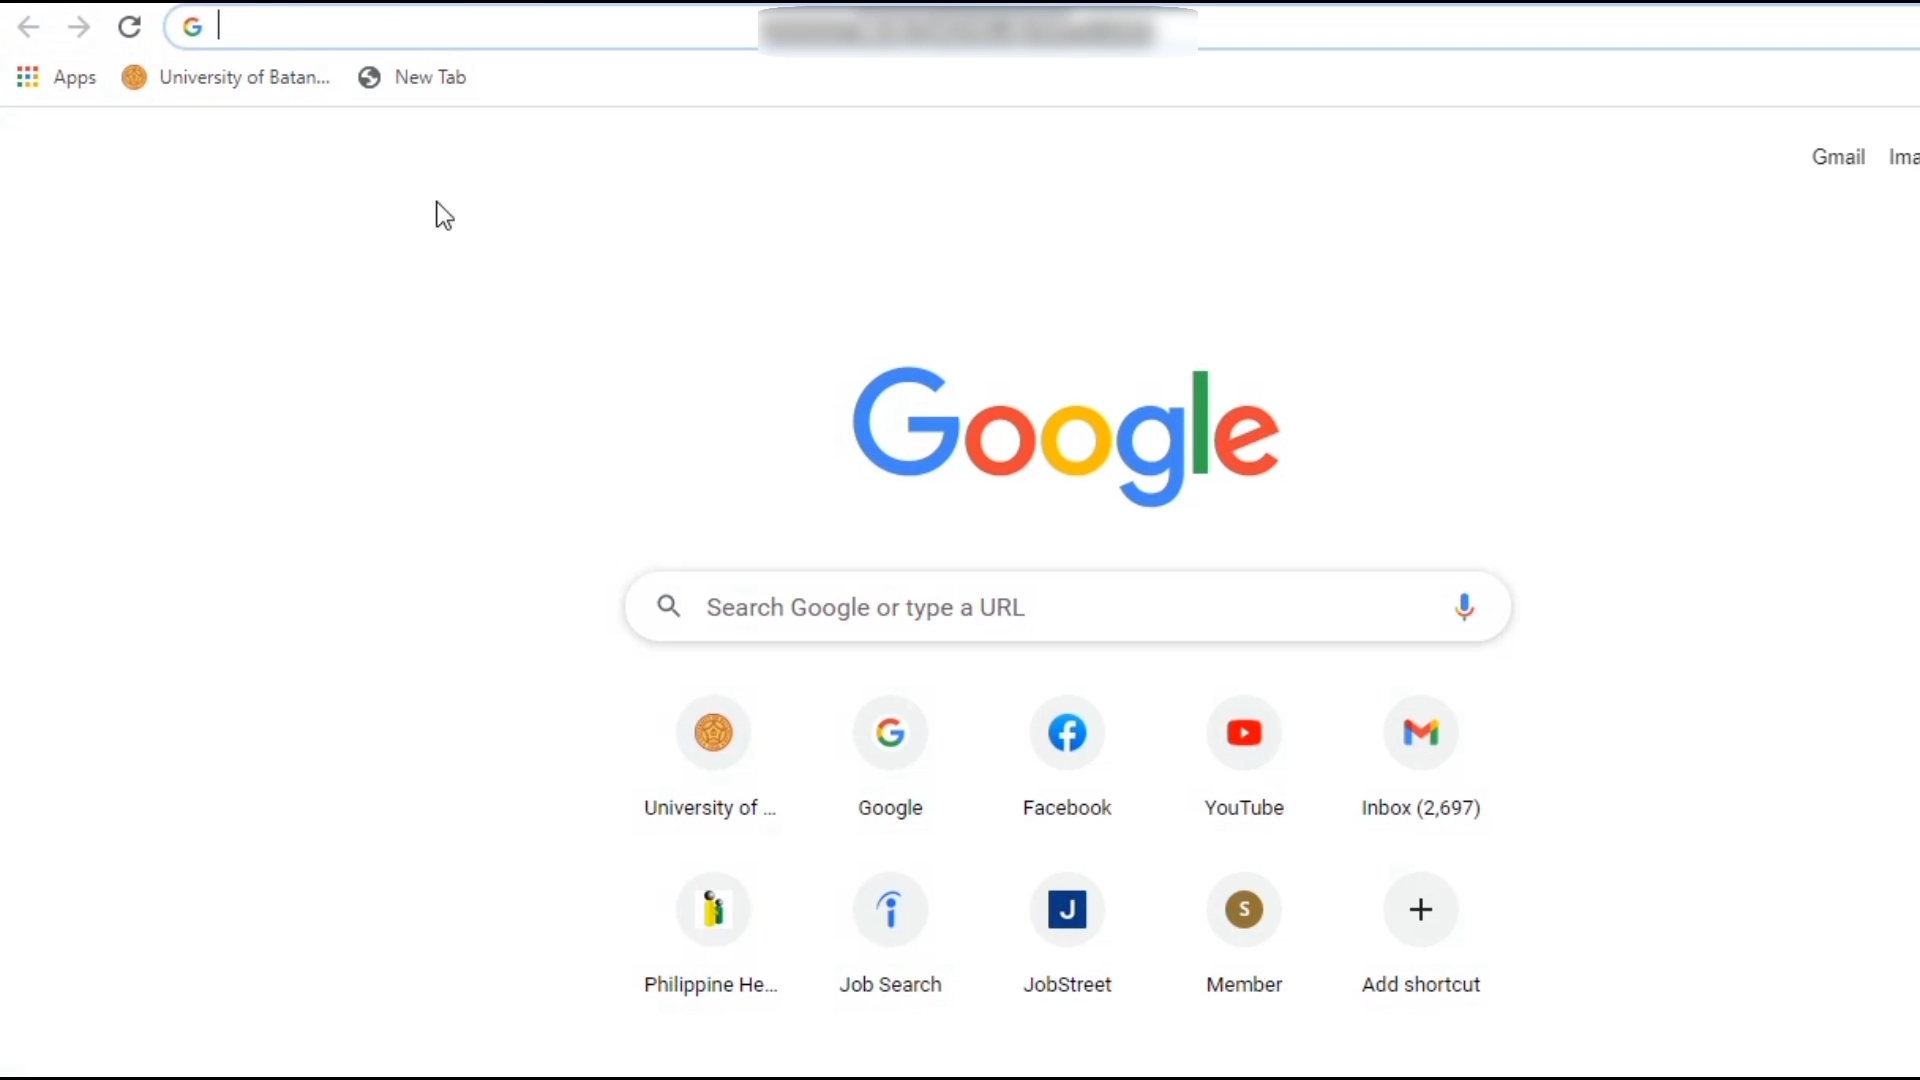 Apps University of Batan... New Tab
Gmail Ima
Google
Search Google or type a URL
University of ... Google Facebook YouTube Inbox (2,697)
Philippine He... Job Search JobStreet Member Add shortcut